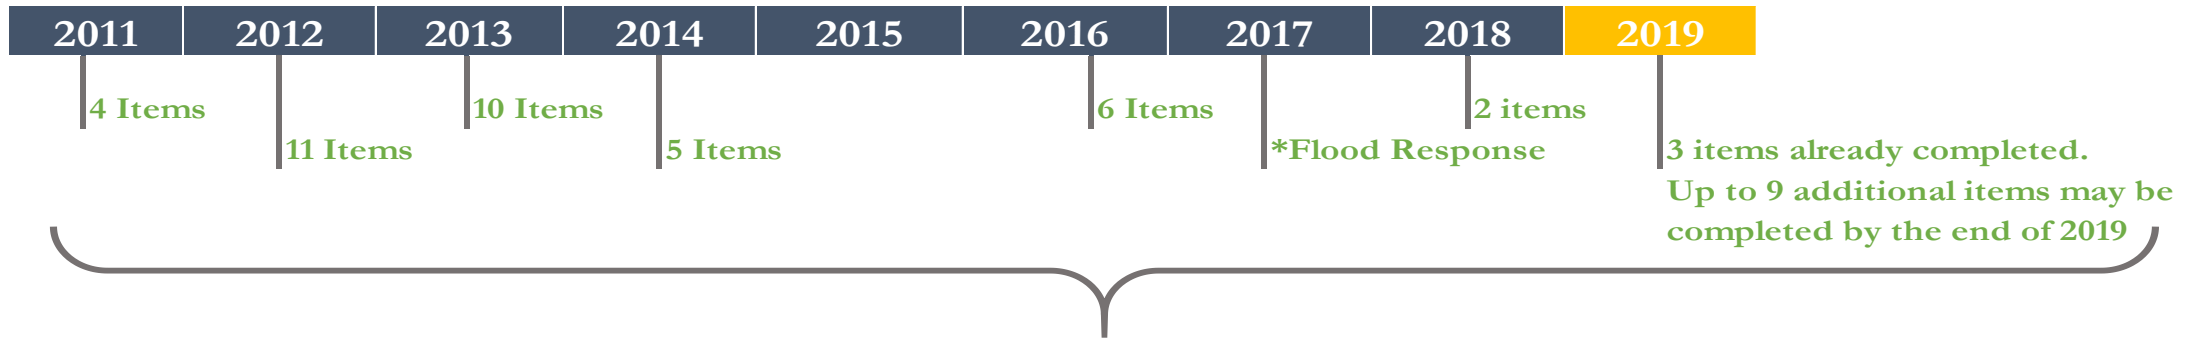 2011 2012 2013 2014 2015 2016 2017 2018 2019
4 Items 10 Items 6 Items 2 items
11 Items 5 Items *Flood Response 3 items already completed.
Up to 9 additional items may be
completed by the end of 2019